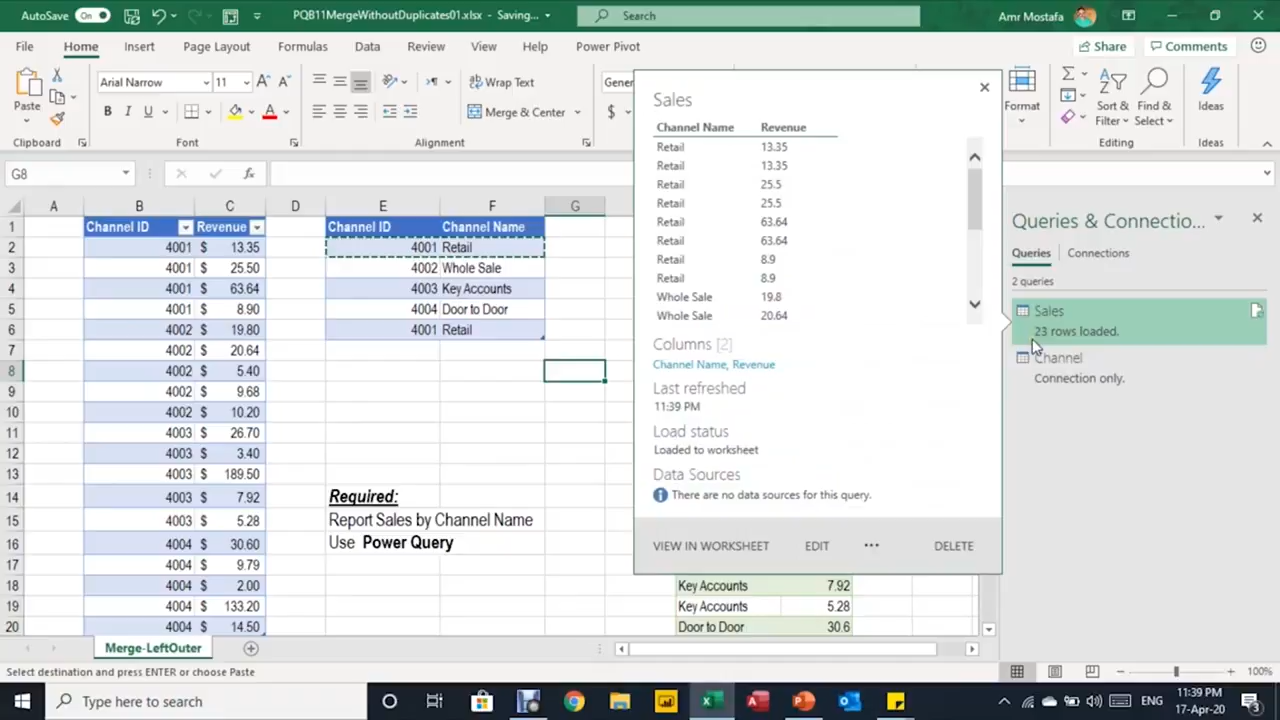 AutoSave On PQB11MergeWithoutDuplicates01.xlsx - Saving... Search Amr Mostafa
File Home Insert Page Layout Formulas Data Review View Help Power Pivot Share Comments
Paste Arial Narrow 11 Wrap Text Gener Format Sort & Filter Find & Select Ideas
B I U Merge & Center $
Clipboard Font Alignment Editing Ideas
G8 fx
A B C D E F G
1 Channel ID Revenue Channel ID Channel Name
2 4001 $ 13.35 4001 Retail
3 4001 $ 25.50 4002 Whole Sale
4 4001 $ 63.64 4003 Key Accounts
5 4001 $ 8.90 4004 Door to Door
6 4002 $ 19.80 4001 Retail
7 4002 $ 20.64
8 4002 $ 5.40
9 4002 $ 9.68
10 4002 $ 10.20
11 4003 $ 26.70
12 4003 $ 3.40
13 4003 $ 189.50
14 4003 $ 7.92 Required:
15 4003 $ 5.28 Report Sales by Channel Name
16 4004 $ 30.60 Use Power Query
17 4004 $ 9.79
18 4004 $ 2.00 Key Accounts 7.92
19 4004 $ 133.20 Key Accounts 5.28
20 4004 $ 14.50 Door to Door 30.6
Sales
Channel Name Revenue
Retail 13.35
Retail 13.35
Retail 25.5
Retail 25.5
Retail 63.64
Retail 63.64
Retail 8.9
Retail 8.9
Whole Sale 19.8
Whole Sale 20.64
Columns [2]
Channel Name, Revenue
Last refreshed
11:39 PM
Load status
Loaded to worksheet
Data Sources
There are no data sources for this query.
VIEW IN WORKSHEET EDIT ... DELETE
Queries & Connectio...
Queries Connections
2 queries
Sales
23 rows loaded.
Channel
Connection only.
Merge-LeftOuter
Select destination and press ENTER or choose Paste 100%
Type here to search ENG 11:39 PM
17-Apr-20 3